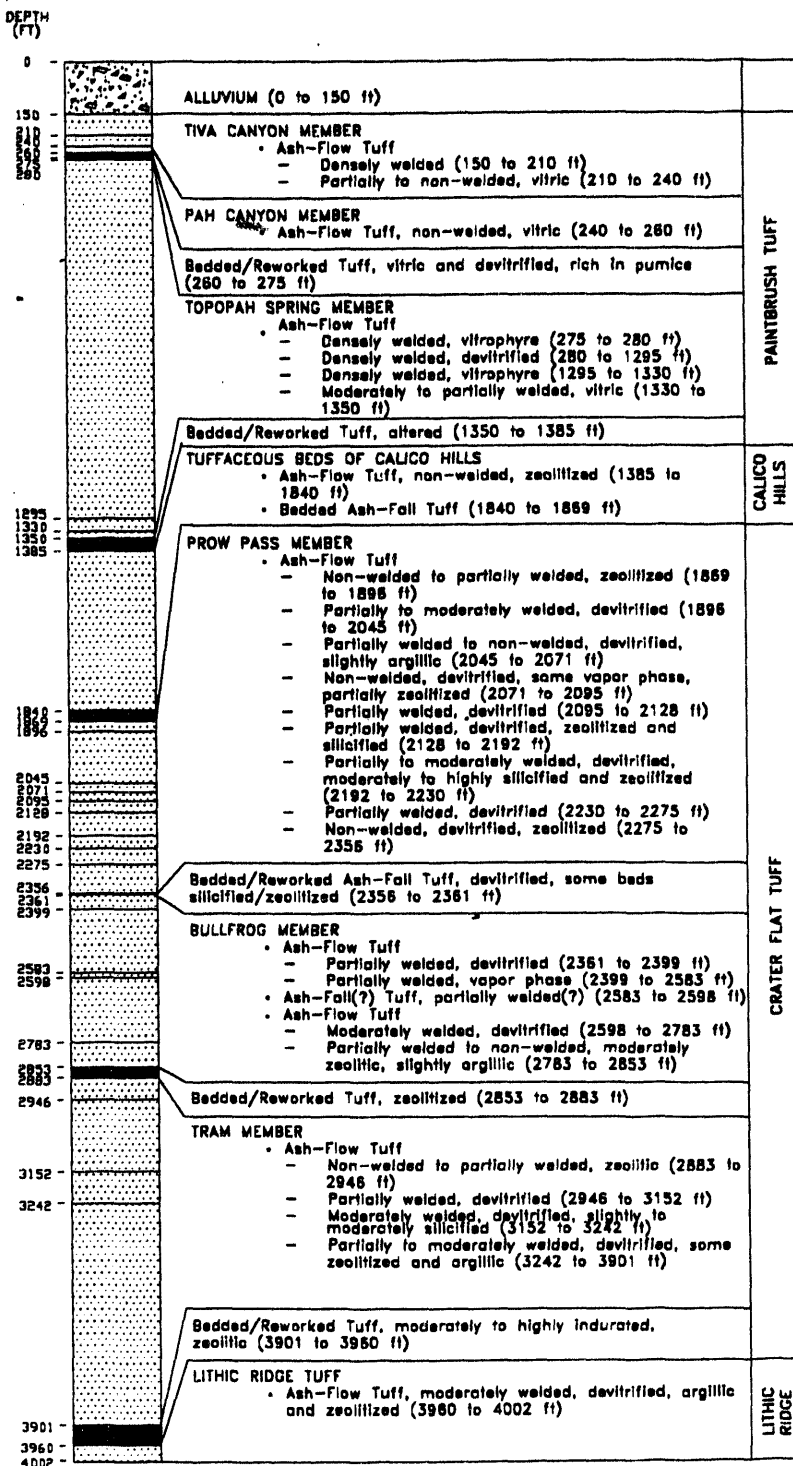 DEPTH
(FT)
0
ALLUVIUM (0 to 150 ft)
150
210
240
260
275
280
TIVA CANYON MEMBER
• Ash-Flow Tuff
– Densely welded (150 to 210 ft)
– Partially to non-welded, vitric (210 to 240 ft)
PAH CANYON MEMBER
Ash-Flow Tuff, non-welded, vitric (240 to 260 ft)
Bedded/Reworked Tuff, vitric and devitrified, rich in pumice
(260 to 275 ft)
TOPOPAH SPRING MEMBER
• Ash-Flow Tuff
– Densely welded, vitrophyre (275 to 280 ft)
– Densely welded, devitrified (280 to 1295 ft)
– Densely welded, vitrophyre (1295 to 1330 ft)
– Moderately to partially welded, vitric (1330 to
1350 ft)
Bedded/Reworked Tuff, altered (1350 to 1385 ft)
PAINTBRUSH TUFF
TUFFACEOUS BEDS OF CALICO HILLS
• Ash-Flow Tuff, non-welded, zeolitized (1385 to
1840 ft)
• Bedded Ash-Fall Tuff (1840 to 1869 ft)
CALICO
HILLS
1295
1330
1350
1385
PROW PASS MEMBER
• Ash-Flow Tuff
– Non-welded to partially welded, zeolitized (1869
to 1896 ft)
– Partially to moderately welded, devitrified (1896
to 2045 ft)
– Partially welded to non-welded, devitrified,
slightly argillic (2045 to 2071 ft)
– Non-welded, devitrified, some vapor phase,
partially zeolitized (2071 to 2095 ft)
– Partially welded, devitrified (2095 to 2128 ft)
– Partially welded, devitrified, zeolitized and
silicified (2128 to 2192 ft)
– Partially to moderately welded, devitrified,
moderately to highly silicified and zeolitized
(2192 to 2230 ft)
– Partially welded, devitrified (2230 to 2275 ft)
– Non-welded, devitrified, zeolitized (2275 to
2356 ft)
1840
1896
2045
2071
2095
2128
2192
2230
2275
2356
2361
2399
Bedded/Reworked Ash-Fall Tuff, devitrified, some beds
silicified/zeolitized (2356 to 2361 ft)
BULLFROG MEMBER
• Ash-Flow Tuff
– Partially welded, devitrified (2361 to 2399 ft)
– Partially welded, vapor phase (2399 to 2583 ft)
• Ash-Fall(?) Tuff, partially welded(?) (2583 to 2598 ft)
• Ash-Flow Tuff
– Moderately welded, devitrified (2598 to 2783 ft)
– Partially welded to non-welded, moderately
zeolitic, slightly argillic (2783 to 2853 ft)
2583
2598
2783
2853
2883
2946
Bedded/Reworked Tuff, zeolitized (2853 to 2883 ft)
CRATER FLAT TUFF
TRAM MEMBER
• Ash-Flow Tuff
– Non-welded to partially welded, zeolitic (2883 to
2946 ft)
– Partially welded, devitrified (2946 to 3152 ft)
– Moderately welded, devitrified, slightly to
moderately silicified (3152 to 3242 ft)
– Partially to moderately welded, devitrified, some
zeolitized and argillic (3242 to 3901 ft)
3152
3242
Bedded/Reworked Tuff, moderately to highly indurated,
zeolitic (3901 to 3960 ft)
LITHIC RIDGE TUFF
• Ash-Flow Tuff, moderately welded, devitrified, argillic
and zeolitized (3960 to 4002 ft)
LITHIC
RIDGE
3901
3960
4002